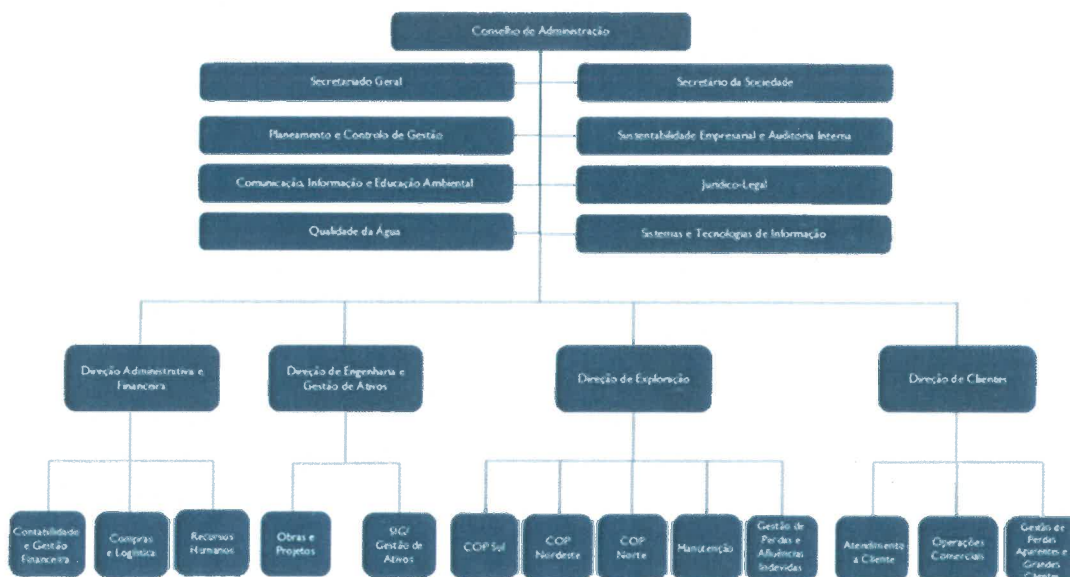 Conselho de Administração
Secretariado Geral
Secretário da Sociedade
Planeamento e Controlo de Gestão
Sustentabilidade Empresarial e Auditoria Interna
Comunicação, Informação e Educação Ambiental
Jurídico-Legal
Qualidade da Água
Sistemas e Tecnologias de Informação
Direção Administrativa e
Financeira
Direção de Engenharia e
Gestão de Ativos
Direção de Exploração
Direção de Clientes
Contabilidade
e Gestão
Financeira
Compras
e Logística
Recursos
Humanos
Obras e
Projetos
SIG/
Gestão de
Ativos
COP Sul
COP
Nordeste
COP
Norte
Manutenção
Gestão de
Perdas e
Afluências
Indevidas
Atendimento
a Cliente
Operações
Comerciais
Gestão de
Perdas
Aparentes e
Grandes
Clientes